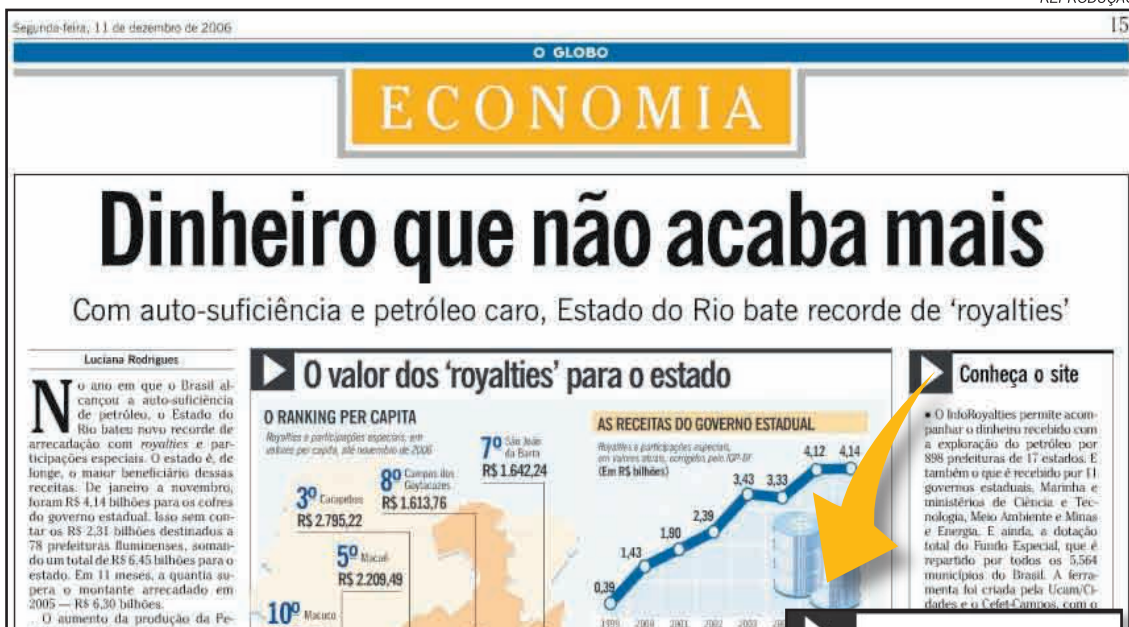 REPRODUÇÃO
Segunda-feira, 11 de dezembro de 2006
15
O GLOBO
ECONOMIA
Dinheiro que não acaba mais
Com auto-suficiência e petróleo caro, Estado do Rio bate recorde de ‘royalties’
Luciana Rodrigues
No ano em que o Brasil al-
cançou a auto-suficiência
de petróleo, o Estado do
Rio bateu novo recorde de
arrecadação com royalties e par-
ticipações especiais. O estado é, de
longe, o maior beneficiário dessas
receitas. De janeiro a novembro,
foram R$ 4,14 bilhões para os cofres
do governo estadual. Isso sem con-
tar os R$ 2,31 bilhões destinados a
78 prefeituras fluminenses, soman-
do um total de R$ 6,45 bilhões para o
estado. Em 11 meses, a quantia su-
pera o montante arrecadado em
2005 — R$ 6,30 bilhões.
O aumento da produção da Pe-
O valor dos ‘royalties’ para o estado
O RANKING PER CAPITA
Royalties e participações especiais, em
valores per capita, até novembro de 2006
7º São João
da Barra
R$ 1.642,24
8º Campos dos
Goytacazes
R$ 1.613,76
3º Carapebus
R$ 2.795,22
5º Macaé
R$ 2.209,49
10º Macuco
AS RECEITAS DO GOVERNO ESTADUAL
Royalties e participações especiais,
em valores atuais, corrigidos pelo IGP-DI
(Em R$ bilhões)
4,12 4,14
3,43 3,33
2,39
1,90
1,43
0,39
1999 2000 2001 2002 2003
Conheça o site
• O InfoRoyalties permite acom-
panhar o dinheiro recebido com
a exploração do petróleo por
898 prefeituras de 17 estados. E
também o que é recebido por 11
governos estaduais, Marinha e
ministérios de Ciência e Tec-
nologia, Meio Ambiente e Minas
e Energia. E ainda, a dotação
total do Fundo Especial, que é
repartido por todos os 5.564
municípios do Brasil. A ferra-
menta foi criada pela Ucam/Ci-
dades e o Cefet-Campos, com o